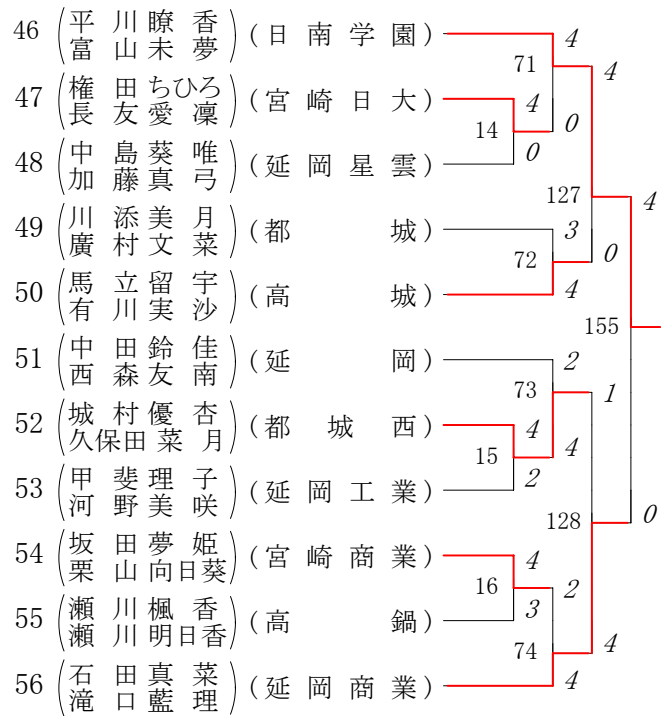 46 平川瞭香 富山未夢 (日南学園) 4
71 4
47 権田ちひろ 長友愛凜 (宮崎日大) 4
14 0
48 中島葵唯 加藤真弓 (延岡星雲) 0
127 4
49 川添美月 廣村文菜 (都城) 3
72 0
50 馬立留宇 有川実沙 (高城) 4
155
51 中田鈴佳 西森友南 (延岡) 2
73 1
52 城村優杏 久保田菜月 (都城西) 4
15 4
53 甲斐理子 河野美咲 (延岡工業) 2
128 0
54 坂田夢姫 栗山向日葵 (宮崎商業) 4
16 2
55 瀬川楓香 瀬川明日香 (高鍋) 3
74 4
56 石田真菜 滝口藍理 (延岡商業) 4